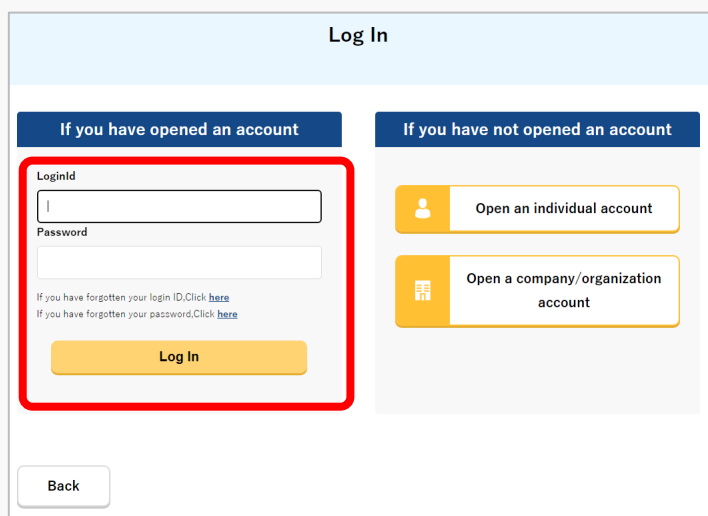 Log In
If you have opened an account
LoginId
Password
If you have forgotten your login ID,Click here
If you have forgotten your password,Click here
Log In
If you have not opened an account
Open an individual account
Open a company/organization
account
Back